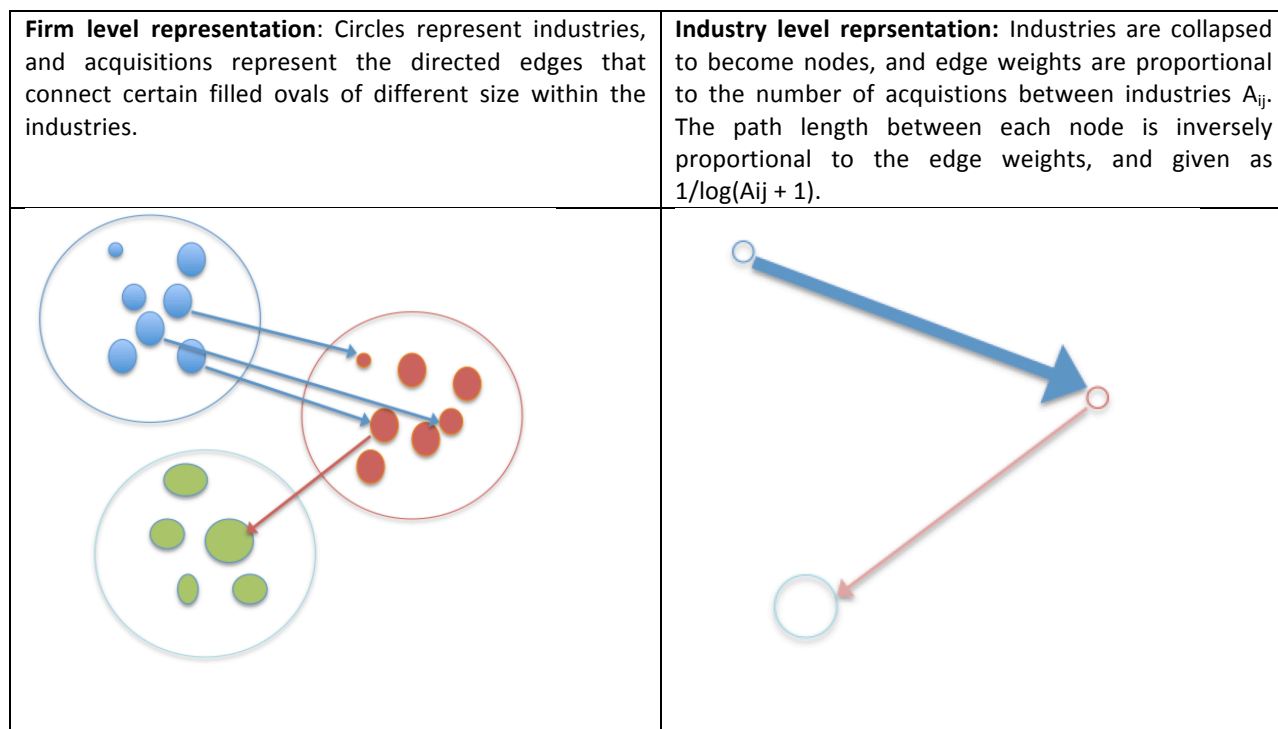 Firm level representation: Circles represent industries,
and acquisitions represent the directed edges that
connect certain filled ovals of different size within the
industries.
Industry level reprsentation: Industries are collapsed
to become nodes, and edge weights are proportional
to the number of acquistions between industries Aij.
The path length between each node is inversely
proportional to the edge weights, and given as
1/log(Aij + 1).